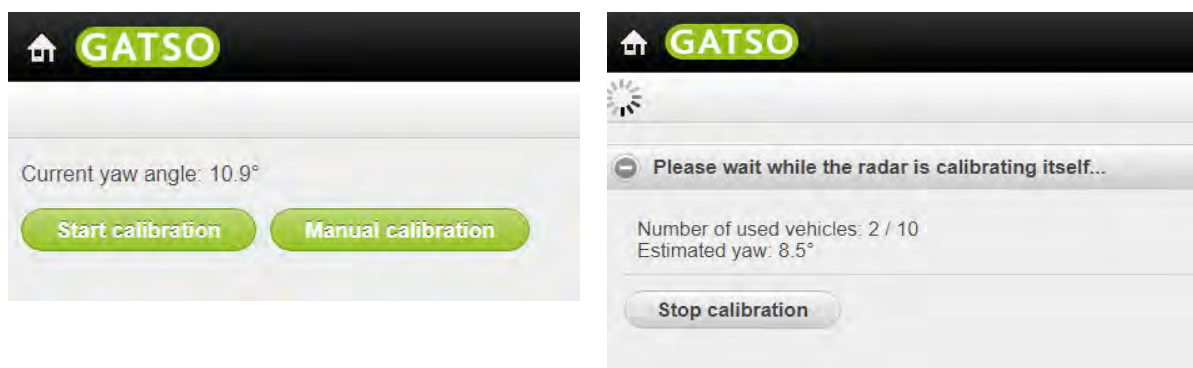 GATSO
Current yaw angle: 10.9°
Start calibration
Manual calibration
GATSO
Please wait while the radar is calibrating itself...
Number of used vehicles: 2 / 10
Estimated yaw: 8.5°
Stop calibration